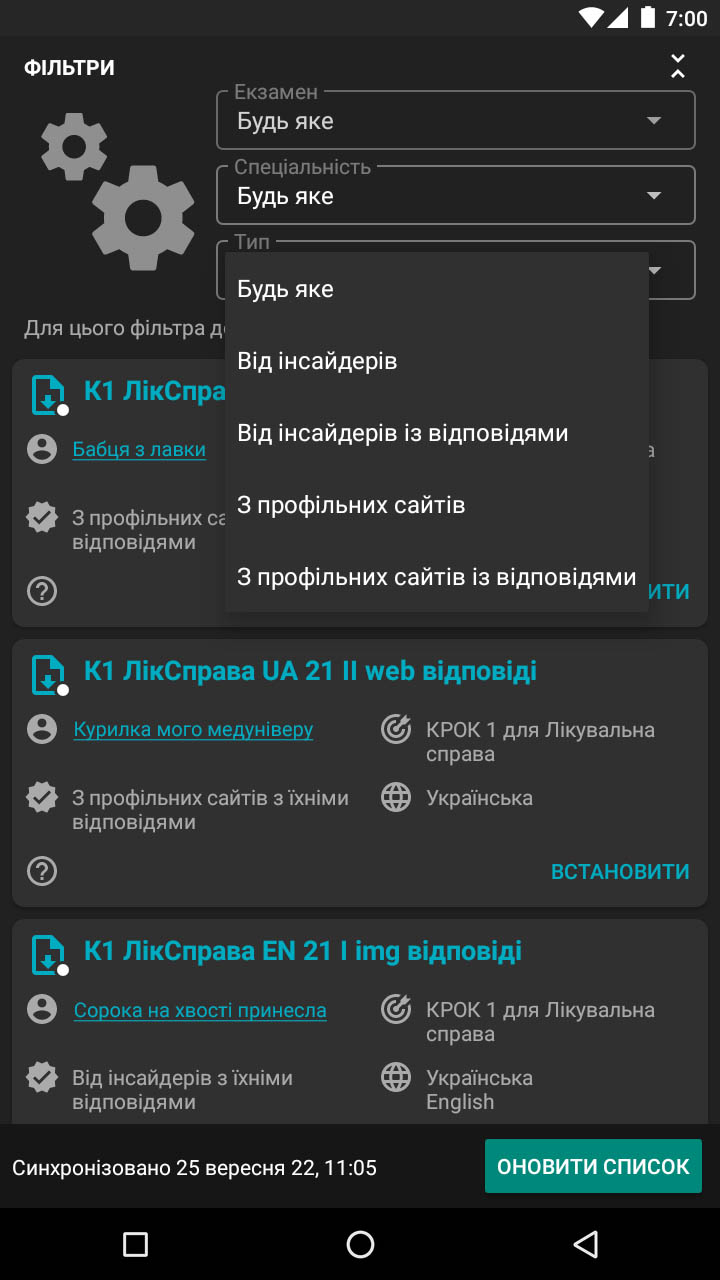 7:00
ФІЛЬТРИ
Екзамен
Будь яке
Спеціальність
Будь яке
Тип
Будь яке
Від інсайдерів
Від інсайдерів із відповідями
З профільних сайтів
З профільних сайтів із відповідями
Для цього фільтра
К1 ЛікСпра
Бабця з лавки
З профільних
відповідями
К1 ЛікСправа UA 21 II web відповіді
Курилка мого медуніверу
КРОК 1 для Лікувальна
справа
З профільних сайтів з їхніми
відповідями
Українська
ВСТАНОВИТИ
К1 ЛікСправа EN 21 I img відповіді
Сорока на хвості принесла
КРОК 1 для Лікувальна
справа
Від інсайдерів з їхніми
відповідями
Українська
English
Синхронізовано 25 вересня 22, 11:05
ОНОВИТИ СПИСОК